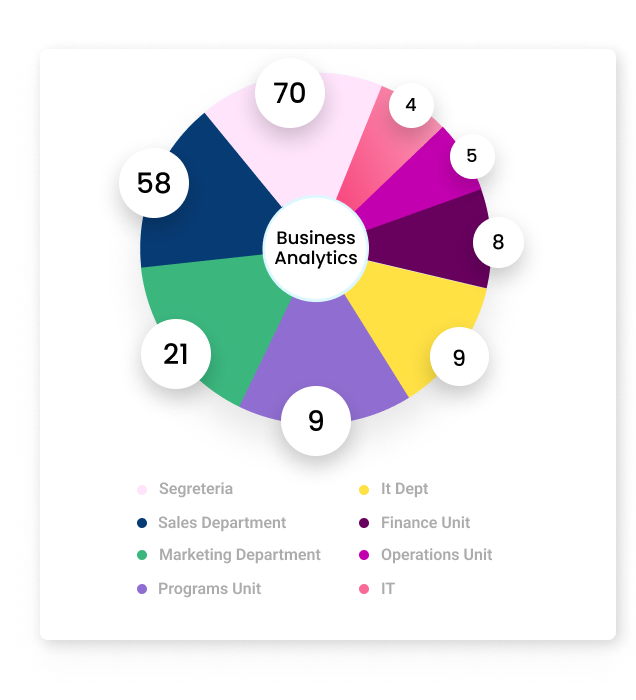 70
4
5
58
8
Business
Analytics
21
9
9
Segreteria
Sales Department
Marketing Department
Programs Unit
It Dept
Finance Unit
Operations Unit
IT